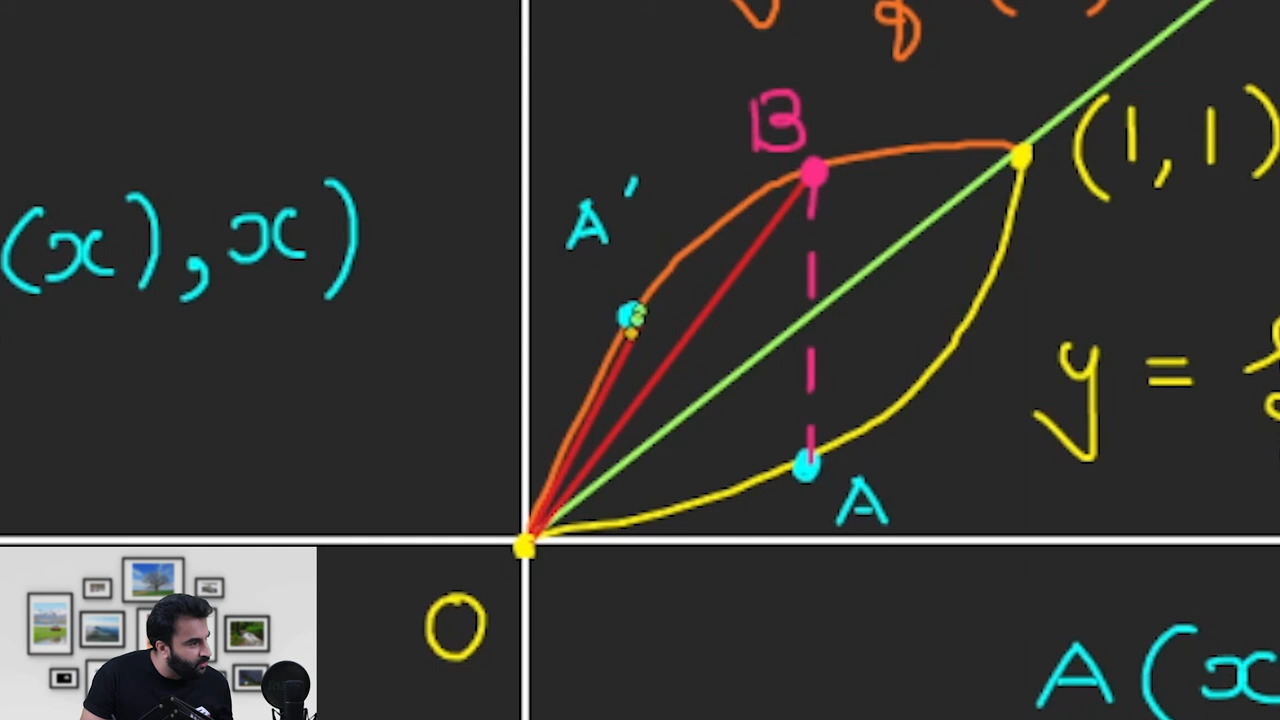 B
(1,1)
A'
(x),x)
y =
A
O
A(x